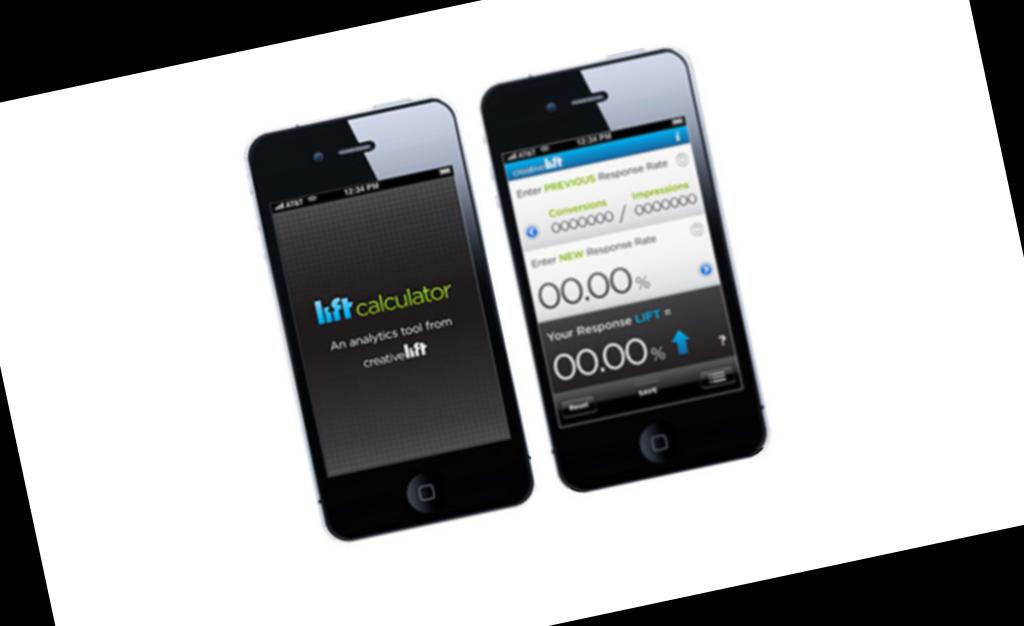 AT&T 12:34 PM
lift calculator
An analytics tool from
creativelift
AT&T 12:34 PM
creativelift i
Enter PREVIOUS Response Rate
Conversions Impressions
0000000 / 0000000
Enter NEW Response Rate
00.00 %
Your Response LIFT =
00.00 % ?
Reset SAVE